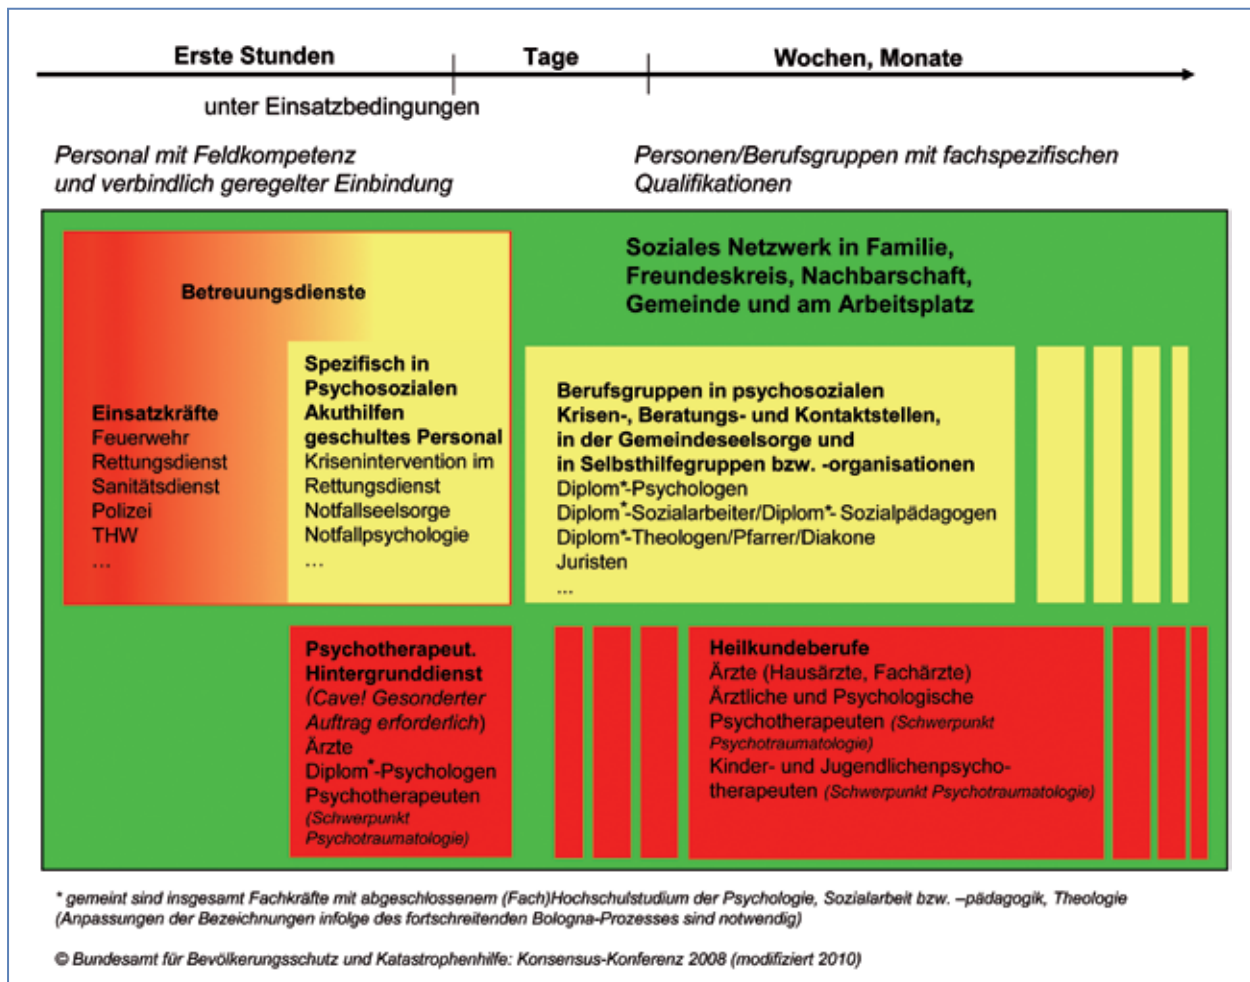 Erste Stunden
Tage
Wochen, Monate
unter Einsatzbedingungen
Personal mit Feldkompetenz
und verbindlich geregelter Einbindung
Personen/Berufsgruppen mit fachspezifischen
Qualifikationen
Soziales Netzwerk in Familie,
Freundeskreis, Nachbarschaft,
Gemeinde und am Arbeitsplatz
Betreuungsdienste
Einsatzkräfte
Feuerwehr
Rettungsdienst
Sanitätsdienst
Polizei
THW
...
Spezifisch in
Psychosozialen
Akuthilfen
geschultes Personal
Krisenintervention im
Rettungsdienst
Notfallseelsorge
Notfallpsychologie
...
Berufsgruppen in psychosozialen
Krisen-, Beratungs- und Kontaktstellen,
in der Gemeindeseelsorge und
in Selbsthilfegruppen bzw. -organisationen
Diplom*-Psychologen
Diplom*-Sozialarbeiter/Diplom*- Sozialpädagogen
Diplom*-Theologen/Pfarrer/Diakone
Juristen
...
Psychotherapeut.
Hintergrunddienst
(Cave! Gesonderter
Auftrag erforderlich)
Ärzte
Diplom*-Psychologen
Psychotherapeuten
(Schwerpunkt
Psychotraumatologie)
Heilkundeberufe
Ärzte (Hausärzte, Fachärzte)
Ärztliche und Psychologische
Psychotherapeuten (Schwerpunkt
Psychotraumatologie)
Kinder- und Jugendlichenpsycho-
therapeuten (Schwerpunkt Psychotraumatologie)
* gemeint sind insgesamt Fachkräfte mit abgeschlossenem (Fach)Hochschulstudium der Psychologie, Sozialarbeit bzw. –pädagogik, Theologie
(Anpassungen der Bezeichnungen infolge des fortschreitenden Bologna-Prozesses sind notwendig)
© Bundesamt für Bevölkerungsschutz und Katastrophenhilfe: Konsensus-Konferenz 2008 (modifiziert 2010)